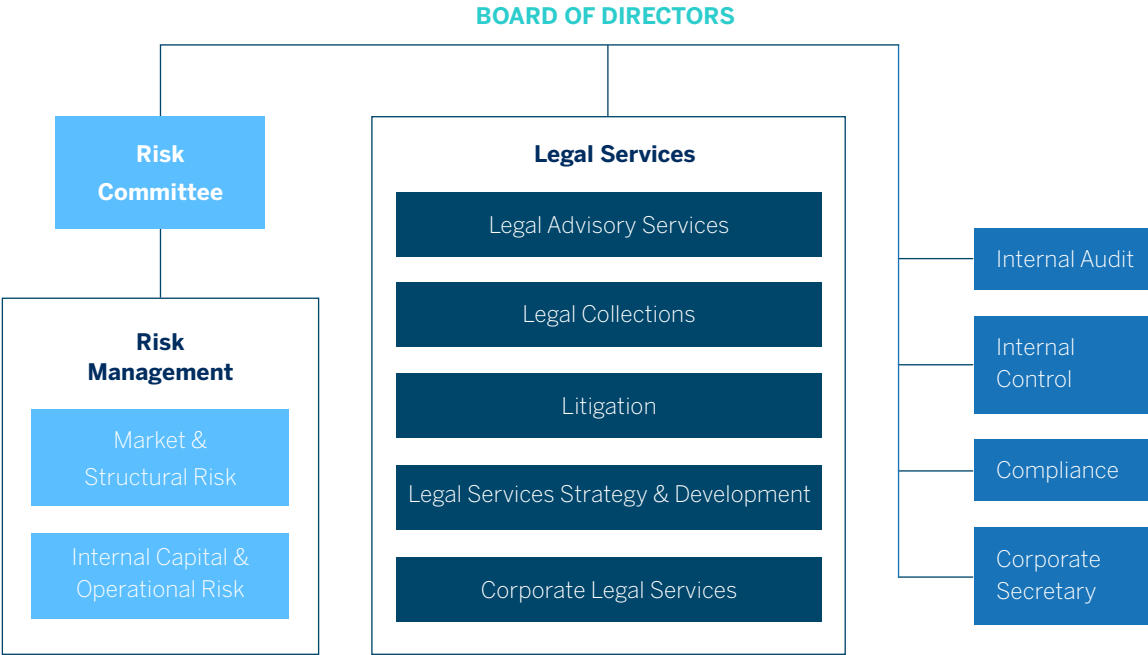 BOARD OF DIRECTORS
Risk
Committee
Risk
Management
Market &
Structural Risk
Internal Capital &
Operational Risk
Legal Services
Legal Advisory Services
Legal Collections
Litigation
Legal Services Strategy & Development
Corporate Legal Services
Internal Audit
Internal
Control
Compliance
Corporate
Secretary